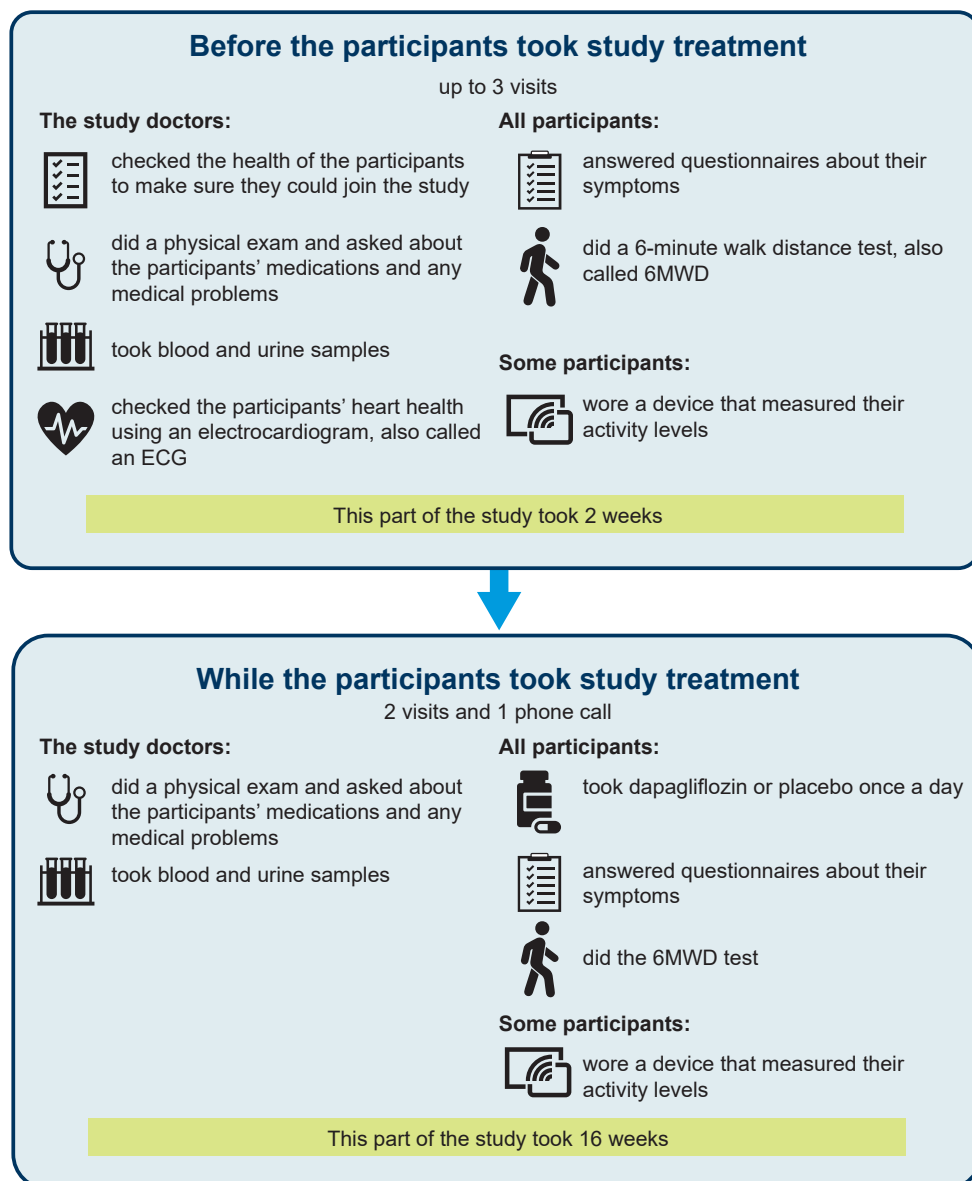 Before the participants took study treatment
up to 3 visits
The study doctors:
checked the health of the participants
to make sure they could join the study
did a physical exam and asked about
the participants’ medications and any
medical problems
took blood and urine samples
checked the participants’ heart health
using an electrocardiogram, also called
an ECG
All participants:
answered questionnaires about their
symptoms
did a 6-minute walk distance test, also
called 6MWD
Some participants:
wore a device that measured their
activity levels
This part of the study took 2 weeks
While the participants took study treatment
2 visits and 1 phone call
The study doctors:
did a physical exam and asked about
the participants’ medications and any
medical problems
took blood and urine samples
All participants:
took dapagliflozin or placebo once a day
answered questionnaires about their
symptoms
did the 6MWD test
Some participants:
wore a device that measured their
activity levels
This part of the study took 16 weeks